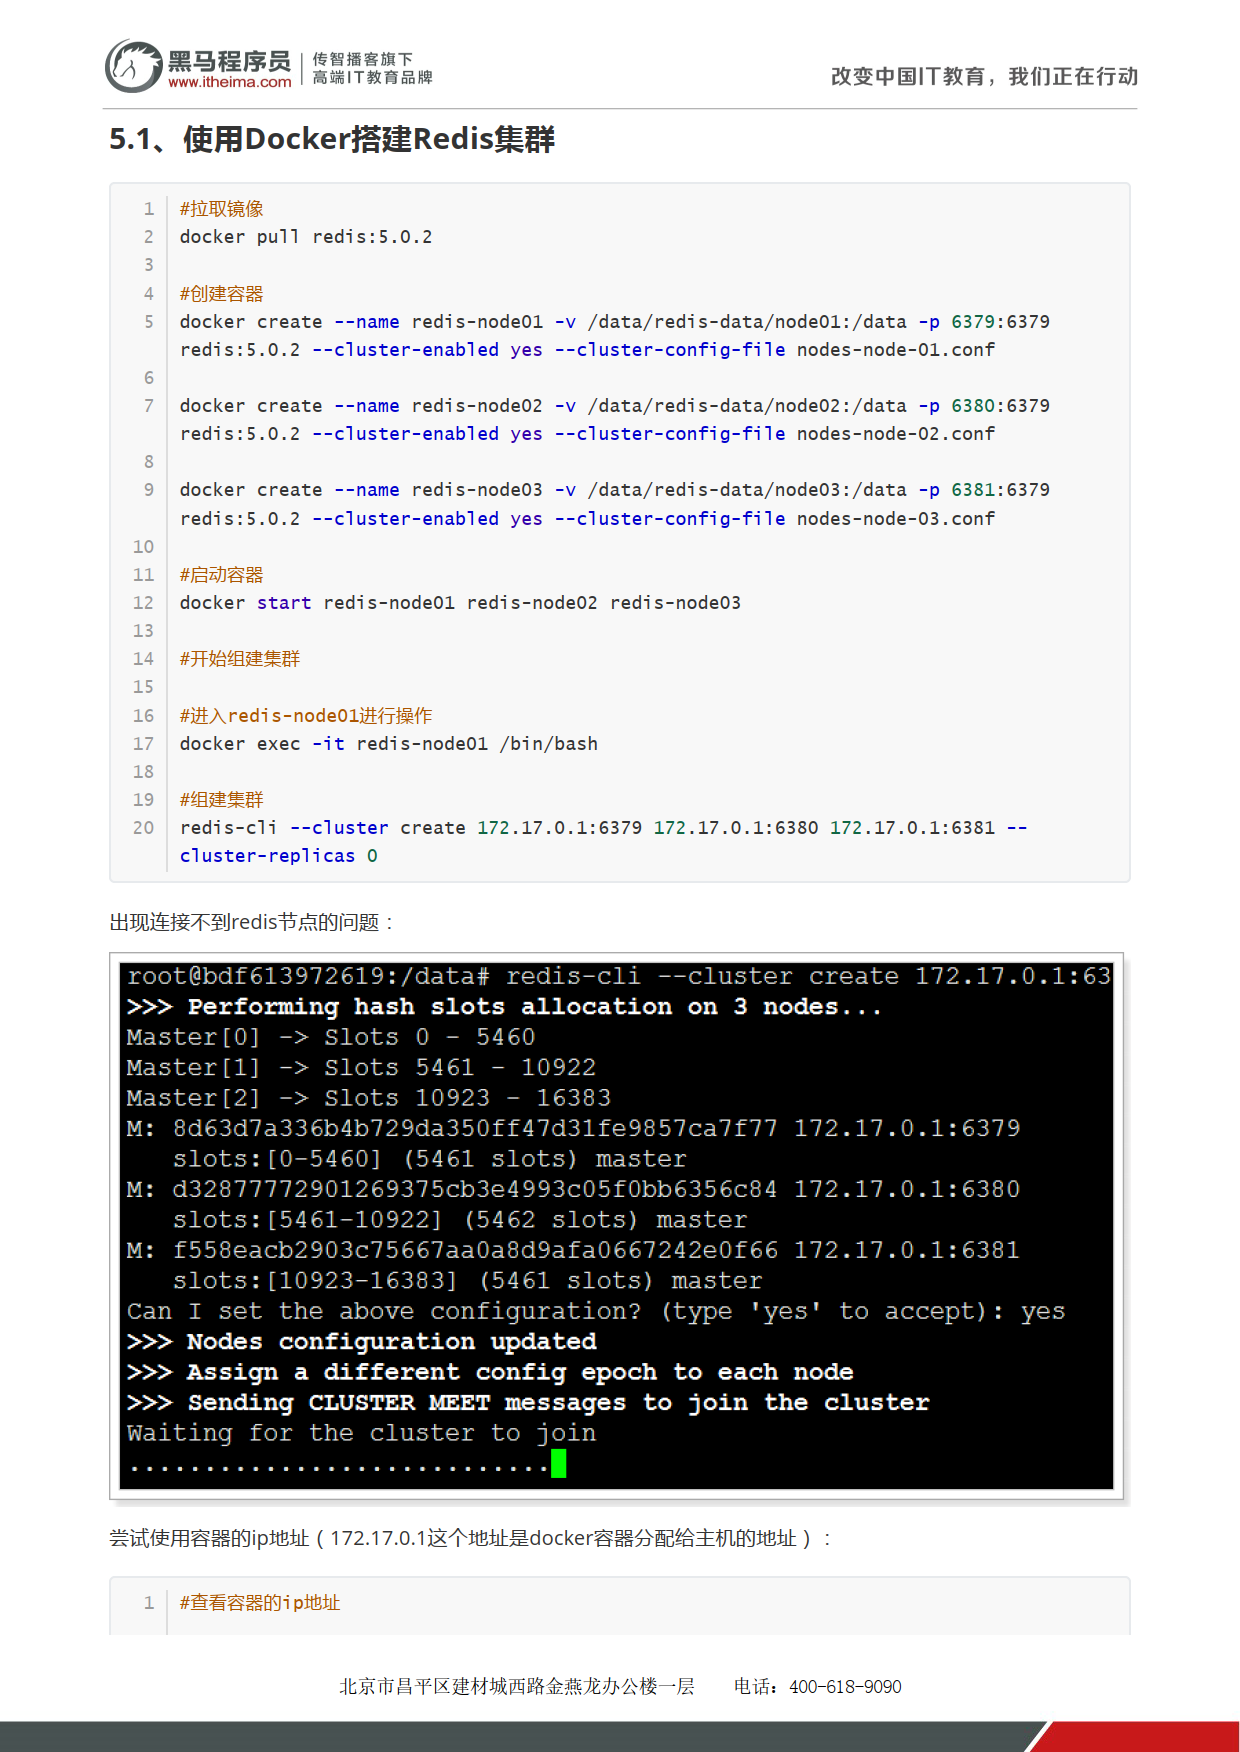 黑马程序员
www.itheima.com
传智播客旗下
高端IT教育品牌
改变中国IT教育，我们正在行动
5.1、使用Docker搭建Redis集群
1 #拉取镜像
2 docker pull redis:5.0.2
3
4 #创建容器
5 docker create --name redis-node01 -v /data/redis-data/node01:/data -p 6379:6379
redis:5.0.2 --cluster-enabled yes --cluster-config-file nodes-node-01.conf
6
7 docker create --name redis-node02 -v /data/redis-data/node02:/data -p 6380:6379
redis:5.0.2 --cluster-enabled yes --cluster-config-file nodes-node-02.conf
8
9 docker create --name redis-node03 -v /data/redis-data/node03:/data -p 6381:6379
redis:5.0.2 --cluster-enabled yes --cluster-config-file nodes-node-03.conf
10
11 #启动容器
12 docker start redis-node01 redis-node02 redis-node03
13
14 #开始组建集群
15
16 #进入redis-node01进行操作
17 docker exec -it redis-node01 /bin/bash
18
19 #组建集群
20 redis-cli --cluster create 172.17.0.1:6379 172.17.0.1:6380 172.17.0.1:6381 --
cluster-replicas 0
出现连接不到redis节点的问题：
root@bdf613972619:/data# redis-cli --cluster create 172.17.0.1:63
>>> Performing hash slots allocation on 3 nodes...
Master[0] -> Slots 0 - 5460
Master[1] -> Slots 5461 - 10922
Master[2] -> Slots 10923 - 16383
M: 8d63d7a336b4b729da350ff47d31fe9857ca7f77 172.17.0.1:6379
slots:[0-5460] (5461 slots) master
M: d32877772901269375cb3e4993c05f0bb6356c84 172.17.0.1:6380
slots:[5461-10922] (5462 slots) master
M: f558eacb2903c75667aa0a8d9afa0667242e0f66 172.17.0.1:6381
slots:[10923-16383] (5461 slots) master
Can I set the above configuration? (type 'yes' to accept): yes
>>> Nodes configuration updated
>>> Assign a different config epoch to each node
>>> Sending CLUSTER MEET messages to join the cluster
Waiting for the cluster to join
............................
尝试使用容器的ip地址（172.17.0.1这个地址是docker容器分配给主机的地址）：
1 #查看容器的ip地址
北京市昌平区建材城西路金燕龙办公楼一层 电话：400-618-9090